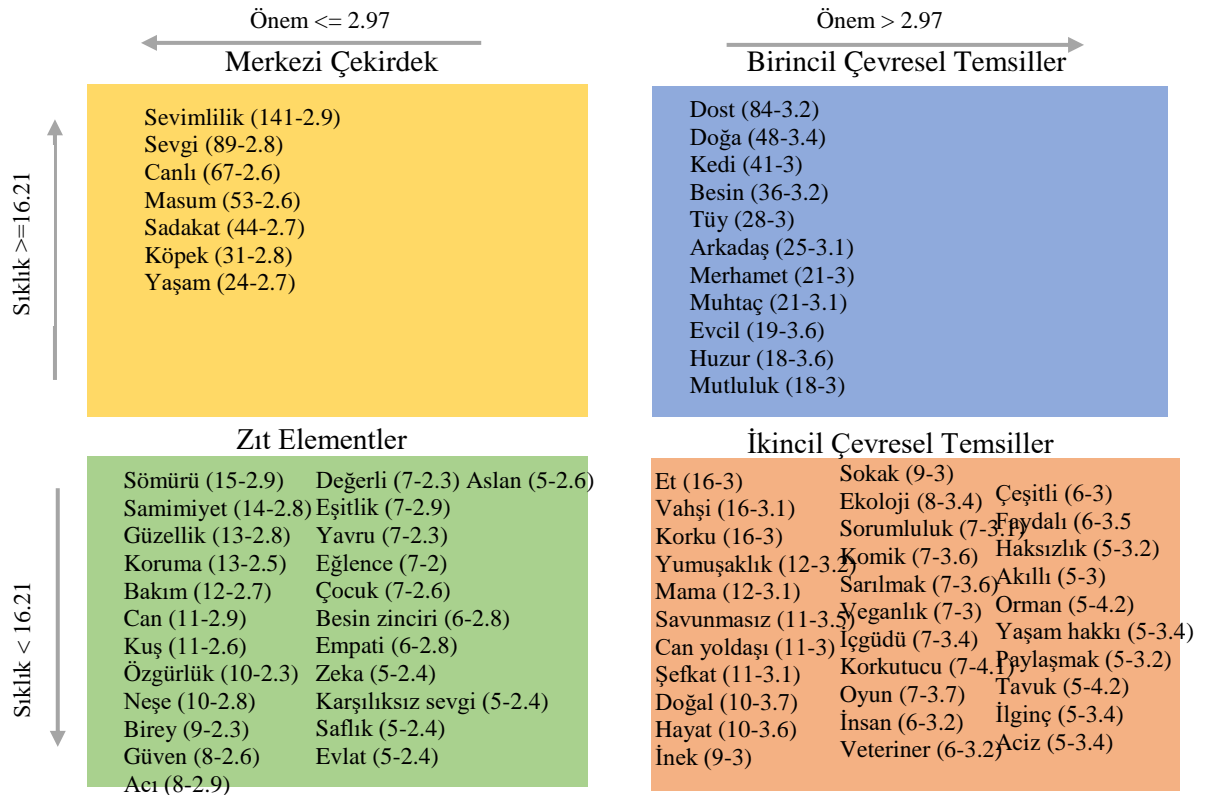 Önem <= 2.97
Önem > 2.97
Merkezi Çekirdek
Birincil Çevresel Temsiller
Sıklık >=16.21
Sevimlilik (141-2.9)
Sevgi (89-2.8)
Canlı (67-2.6)
Masum (53-2.6)
Sadakat (44-2.7)
Köpek (31-2.8)
Yaşam (24-2.7)
Dost (84-3.2)
Doğa (48-3.4)
Kedi (41-3)
Besin (36-3.2)
Tüy (28-3)
Arkadaş (25-3.1)
Merhamet (21-3)
Muhtaç (21-3.1)
Evcil (19-3.6)
Huzur (18-3.6)
Mutluluk (18-3)
Zıt Elementler
İkincil Çevresel Temsiller
Sıklık < 16.21
Sömürü (15-2.9)
Samimiyet (14-2.8)
Güzellik (13-2.8)
Koruma (13-2.5)
Bakım (12-2.7)
Can (11-2.9)
Kuş (11-2.6)
Özgürlük (10-2.3)
Neşe (10-2.8)
Birey (9-2.3)
Güven (8-2.6)
Acı (8-2.9)
Değerli (7-2.3)
Eşitlik (7-2.9)
Yavru (7-2.3)
Eğlence (7-2)
Çocuk (7-2.6)
Besin zinciri (6-2.8)
Empati (6-2.8)
Zeka (5-2.4)
Karşılıksız sevgi (5-2.4)
Saflık (5-2.4)
Evlat (5-2.4)
Aslan (5-2.6)
Et (16-3)
Vahşi (16-3.1)
Korku (16-3)
Yumuşaklık (12-3.2)
Mama (12-3.1)
Savunmasız (11-3.5)
Can yoldaşı (11-3)
Şefkat (11-3.1)
Doğal (10-3.7)
Hayat (10-3.6)
İnek (9-3)
Sokak (9-3)
Ekoloji (8-3.4)
Sorumluluk (7-3.1)
Komik (7-3.6)
Sarılmak (7-3.6)
Veganlık (7-3)
İçgüdü (7-3.4)
Korkutucu (7-4.1)
Oyun (7-3.7)
İnsan (6-3.2)
Veteriner (6-3.2)
Çeşitli (6-3)
Faydalı (6-3.5
Haksızlık (5-3.2)
Akıllı (5-3)
Orman (5-4.2)
Yaşam hakkı (5-3.4)
Paylaşmak (5-3.2)
Tavuk (5-4.2)
İlginç (5-3.4)
Aciz (5-3.4)